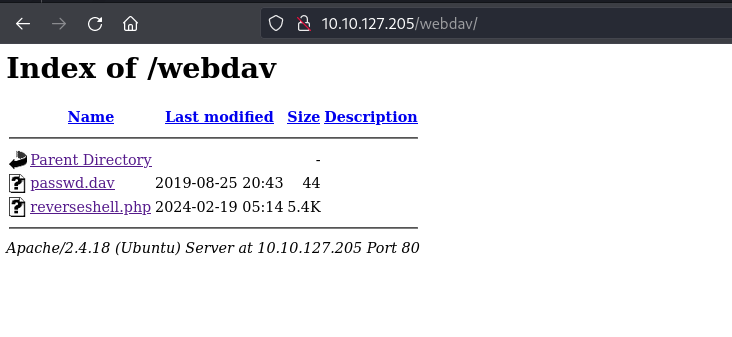 10.10.127.205/webdav/
Index of /webdav
Name Last modified Size Description
Parent Directory -
passwd.dav 2019-08-25 20:43 44
reverseshell.php 2024-02-19 05:14 5.4K
Apache/2.4.18 (Ubuntu) Server at 10.10.127.205 Port 80